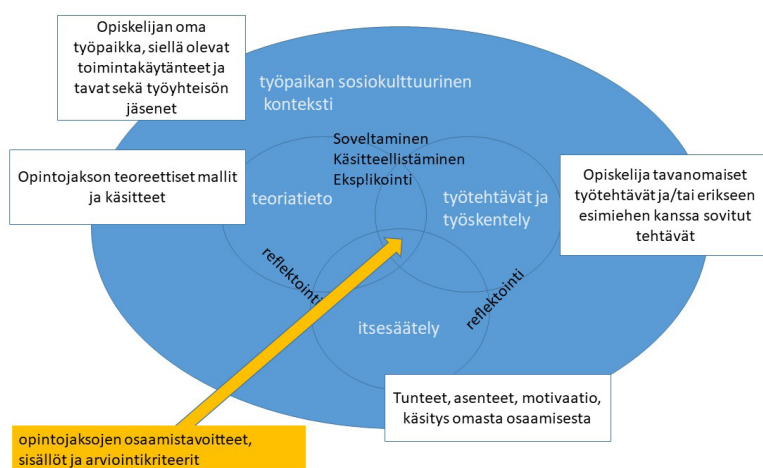 Opiskelijan oma
työpaikka, siellä olevat
toimintakäytänteet ja
tavat sekä työyhteisön
jäsenet
työpaikan sosiokulttuurinen
konteksti
Soveltaminen
Käsitteellistäminen
Eksp!ikointi
Opintojakson teoreettiset mallit
ja käsitteet
teoriatieto
työtehtävät ja
työskentely
Opiskelija tavanomaiset
työtehtävät ja/tai erikseen
esimiehen kanssa sovitut
tehtävät
reflektointi
reflektointi
itsesäätely
Tunteet, asenteet, motivaatio,
käsitys omasta osaamisesta
opintojaksojen osaamistavoitteet,
sisällöt ja arviointikriteerit